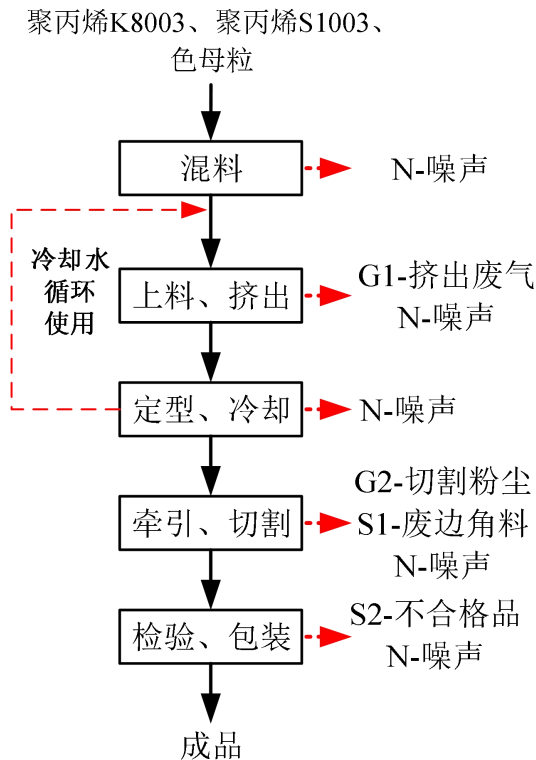 聚丙烯K8003、聚丙烯S1003、
色母粒
混料
N-噪声
冷却水
循环
使用
上料、挤出
G1-挤出废气
N-噪声
定型、冷却
N-噪声
牵引、切割
G2-切割粉尘
S1-废边角料
N-噪声
检验、包装
S2-不合格品
N-噪声
成品